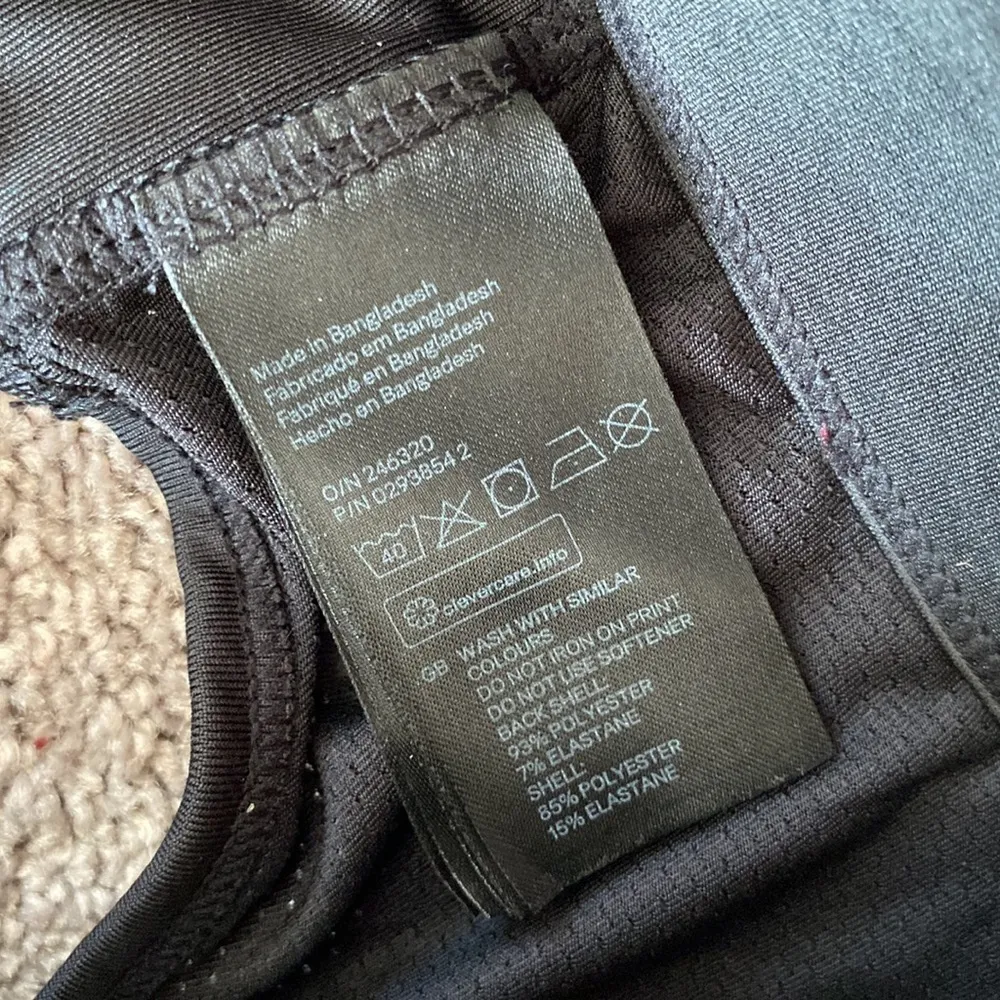 Made in Bangladesh
Fabricado em Bangladesh
Fabriqué en Bangladesh
Hecho en Bangladesh
O/N 246320
P/N 0293854 2
40
clevercare.info
GB WASH WITH SIMILAR
COLOURS
DO NOT IRON ON PRINT
DO NOT USE SOFTENER
BACK SHELL:
93% POLYESTER
7% ELASTANE
SHELL:
85% POLYESTER
15% ELASTANE